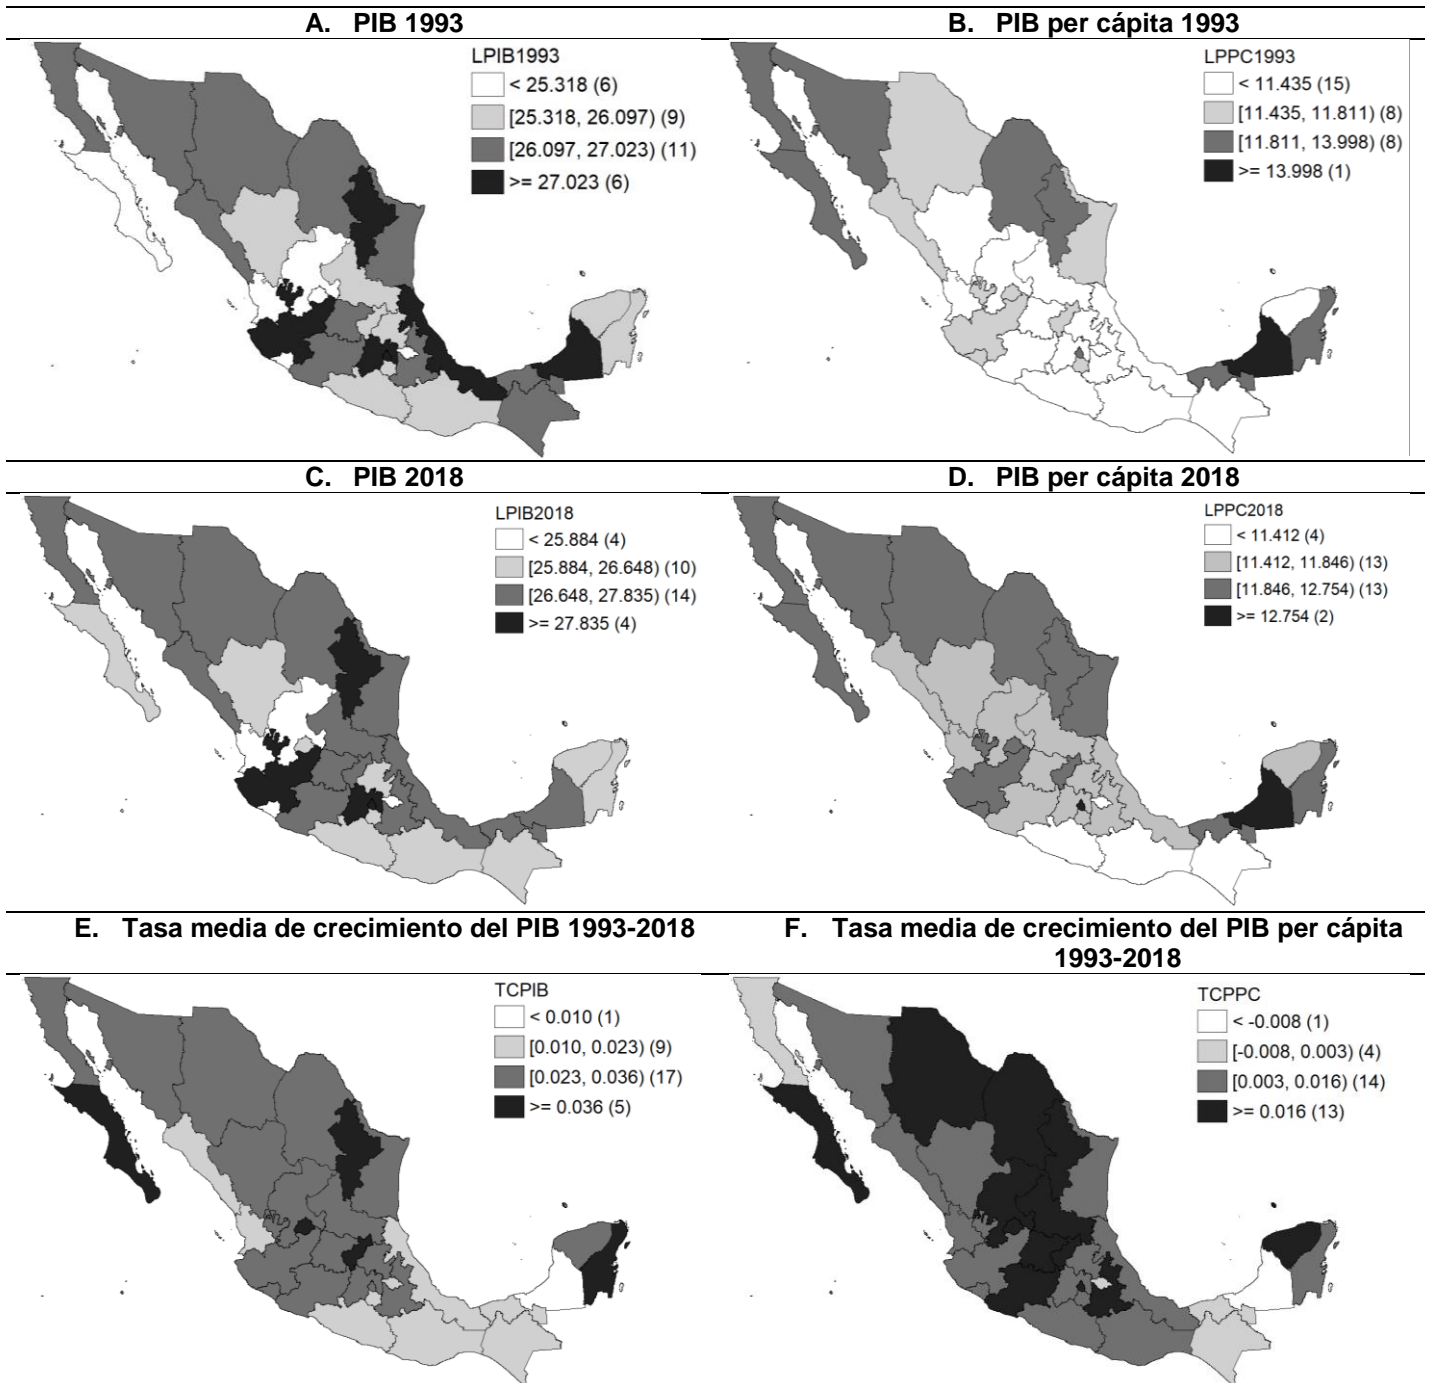 A. PIB 1993
B. PIB per cápita 1993
LPIB1993
< 25.318 (6)
[25.318, 26.097) (9)
[26.097, 27.023) (11)
>= 27.023 (6)
LPPC1993
< 11.435 (15)
[11.435, 11.811) (8)
[11.811, 13.998) (8)
>= 13.998 (1)
C. PIB 2018
D. PIB per cápita 2018
LPIB2018
< 25.884 (4)
[25.884, 26.648) (10)
[26.648, 27.835) (14)
>= 27.835 (4)
LPPC2018
< 11.412 (4)
[11.412, 11.846) (13)
[11.846, 12.754) (13)
>= 12.754 (2)
E. Tasa media de crecimiento del PIB 1993-2018
F. Tasa media de crecimiento del PIB per cápita
1993-2018
TCPIB
< 0.010 (1)
[0.010, 0.023) (9)
[0.023, 0.036) (17)
>= 0.036 (5)
TCPPC
< -0.008 (1)
[-0.008, 0.003) (4)
[0.003, 0.016) (14)
>= 0.016 (13)